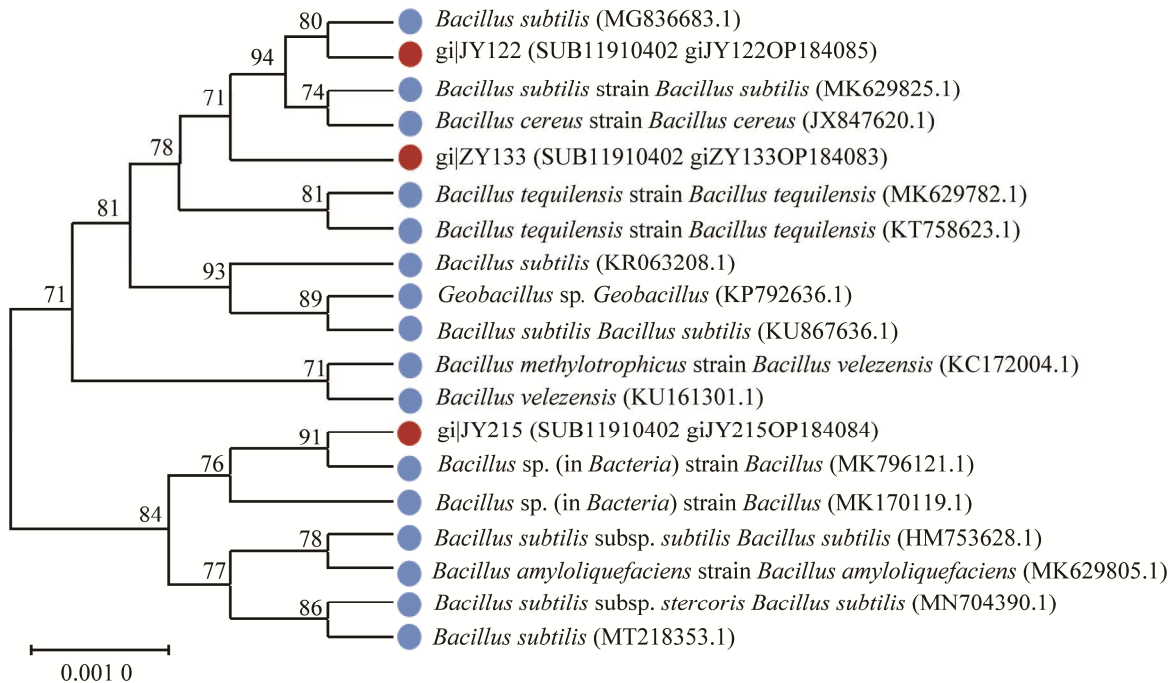 80
Bacillus subtilis (MG836683.1)
gi|JY122 (SUB11910402 giJY122OP184085)
94
74
Bacillus subtilis strain Bacillus subtilis (MK629825.1)
71
Bacillus cereus strain Bacillus cereus (JX847620.1)
78
gi|ZY133 (SUB11910402 giZY133OP184083)
81
81
Bacillus tequilensis strain Bacillus tequilensis (MK629782.1)
Bacillus tequilensis strain Bacillus tequilensis (KT758623.1)
93
Bacillus subtilis (KR063208.1)
71
89
Geobacillus sp. Geobacillus (KP792636.1)
Bacillus subtilis Bacillus subtilis (KU867636.1)
71
Bacillus methylotrophicus strain Bacillus velezensis (KC172004.1)
Bacillus velezensis (KU161301.1)
91
gi|JY215 (SUB11910402 giJY215OP184084)
76
Bacillus sp. (in Bacteria) strain Bacillus (MK796121.1)
84
Bacillus sp. (in Bacteria) strain Bacillus (MK170119.1)
78
Bacillus subtilis subsp. subtilis Bacillus subtilis (HM753628.1)
77
Bacillus amyloliquefaciens strain Bacillus amyloliquefaciens (MK629805.1)
86
Bacillus subtilis subsp. stercoris Bacillus subtilis (MN704390.1)
Bacillus subtilis (MT218353.1)
0.001 0